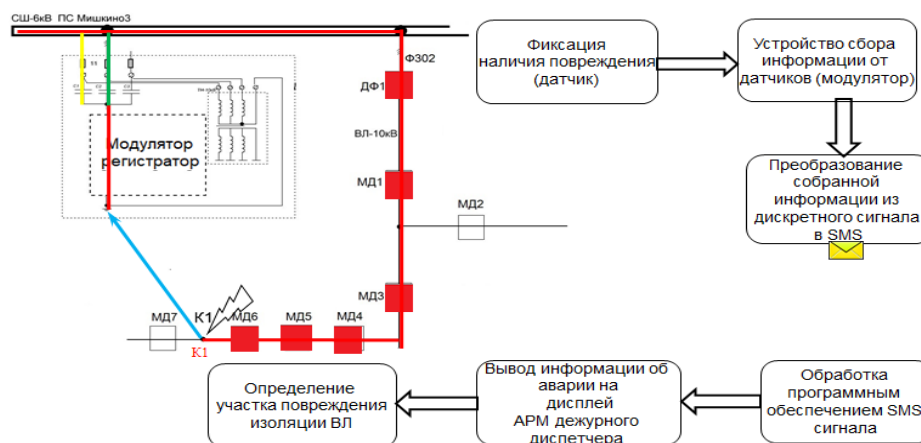 СШ-6кВ ПС Мишкино3
Ф302
ДФ1
ВЛ-10кВ
МД1
МД2
МД3
МД7
К1
К1
МД6
МД5
МД4
Модулятор
регистратор
Фиксация
наличия повреждения
(датчик)
Устройство сбора
информации от
датчиков (модулятор)
Преобразование
собранной
информации из
дискретного сигнала
в SMS
Обработка
программным
обеспечением SMS
сигнала
Вывод информации об
аварии на
дисплей
АРМ дежурного
диспетчера
Определение
участка повреждения
изоляции ВЛ